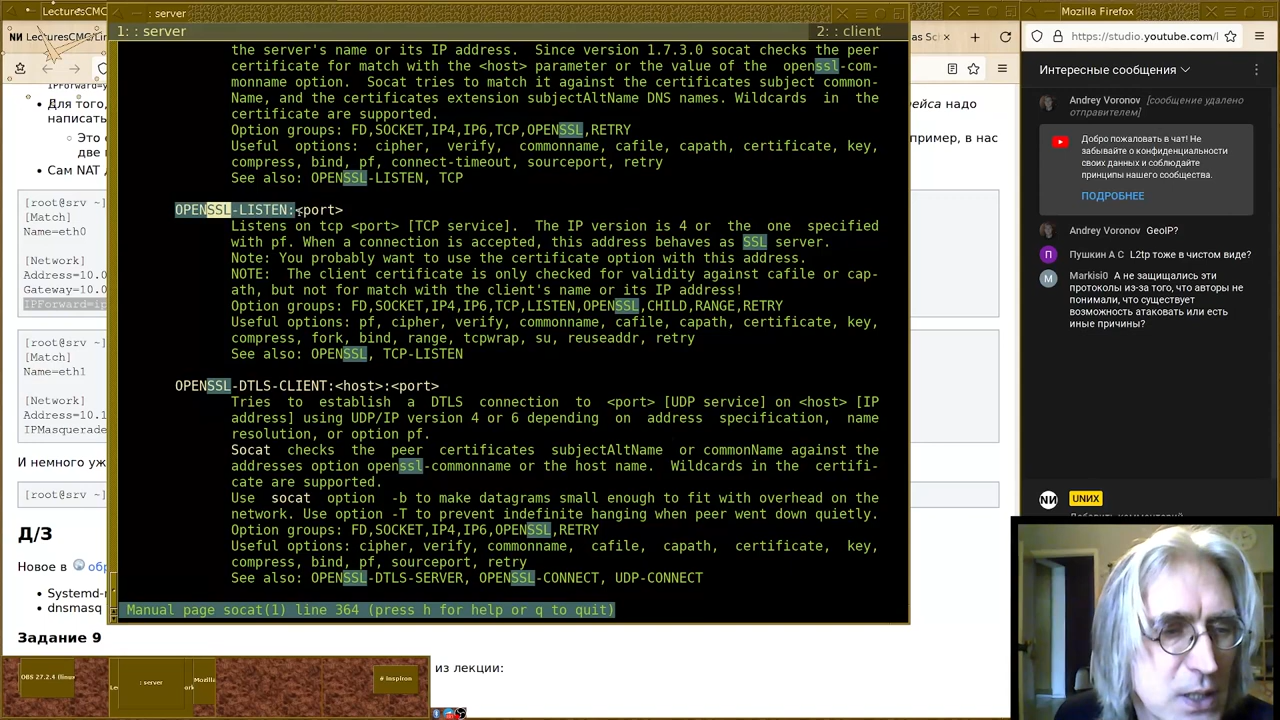 LecturesCMC
: server
Mozilla Firefox
1: : server
2: : client
LecturesCMC/Lin
https://studio.youtube.com/l
Для того,
написать
Это о
две п
Сам NAT д
рейса надо
пример, в нас
[root@srv ~]
[Match]
Name=eth0
[Network]
Address=10.0
Gateway=10.0
IPForward=ip
[root@srv ~]
[Match]
Name=eth1
[Network]
Address=10.1
IPMasquerade
И немного уж
[root@srv ~]
Д/З
Новое в обр
Systemd-n
dnsmasq
Задание 9
из лекции:
the server's name or its IP address. Since version 1.7.3.0 socat checks the peer
certificate for match with the <host> parameter or the value of the openssl-com-
monname option. Socat tries to match it against the certificates subject common-
Name, and the certificates extension subjectAltName DNS names. Wildcards in the
certificate are supported.
Option groups: FD,SOCKET,IP4,IP6,TCP,OPENSSL,RETRY
Useful options: cipher, verify, commonname, cafile, capath, certificate, key,
compress, bind, pf, connect-timeout, sourceport, retry
See also: OPENSSL-LISTEN, TCP
OPENSSL-LISTEN:<port>
Listens on tcp <port> [TCP service]. The IP version is 4 or the one specified
with pf. When a connection is accepted, this address behaves as SSL server.
Note: You probably want to use the certificate option with this address.
NOTE: The client certificate is only checked for validity against cafile or cap-
ath, but not for match with the client's name or its IP address!
Option groups: FD,SOCKET,IP4,IP6,TCP,LISTEN,OPENSSL,CHILD,RANGE,RETRY
Useful options: pf, cipher, verify, commonname, cafile, capath, certificate, key,
compress, fork, bind, range, tcpwrap, su, reuseaddr, retry
See also: OPENSSL, TCP-LISTEN
OPENSSL-DTLS-CLIENT:<host>:<port>
Tries to establish a DTLS connection to <port> [UDP service] on <host> [IP
address] using UDP/IP version 4 or 6 depending on address specification, name
resolution, or option pf.
Socat checks the peer certificates subjectAltName or commonName against the
addresses option openssl-commonname or the host name. Wildcards in the certifi-
cate are supported.
Use socat option -b to make datagrams small enough to fit with overhead on the
network. Use option -T to prevent indefinite hanging when peer went down quietly.
Option groups: FD,SOCKET,IP4,IP6,OPENSSL,RETRY
Useful options: cipher, verify, commonname, cafile, capath, certificate, key,
compress, bind, pf, sourceport, retry
See also: OPENSSL-DTLS-SERVER, OPENSSL-CONNECT, UDP-CONNECT
Manual page socat(1) line 364 (press h for help or q to quit)
Интересные сообщения
Andrey Voronov [сообщение удалено
отправителем]
Добро пожаловать в чат! Не
забывайте о конфиденциальности
своих данных и соблюдайте
принципы нашего сообщества.
ПОДРОБНЕЕ
Andrey Voronov GeoIP?
Пушкин А С L2tp тоже в чистом виде?
Markisi0 А не защищались эти
протоколы из-за того, что авторы не
понимали, что существует
возможность атаковать или есть
иные причины?
UNИX
OBS 27.2.4 (linux
: server
Mozilla
# Inspiron